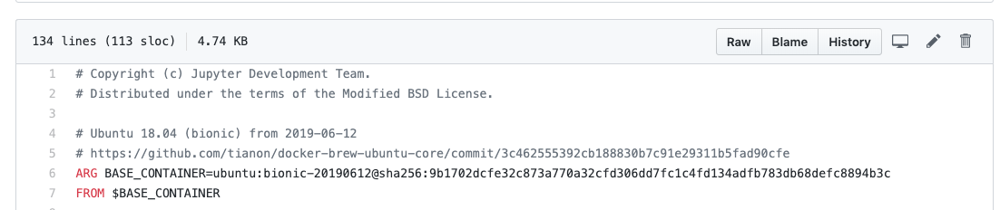 134 lines (113 sloc) 4.74 KB Raw Blame History
1 # Copyright (c) Jupyter Development Team.
2 # Distributed under the terms of the Modified BSD License.
3
4 # Ubuntu 18.04 (bionic) from 2019-06-12
5 # https://github.com/tianon/docker-brew-ubuntu-core/commit/3c462555392cb188830b7c91e29311b5fad90cfe
6 ARG BASE_CONTAINER=ubuntu:bionic-20190612@sha256:9b1702dcfe32c873a770a32cfd306dd7fc1c4fd134adfb783db68defc8894b3c
7 FROM $BASE_CONTAINER